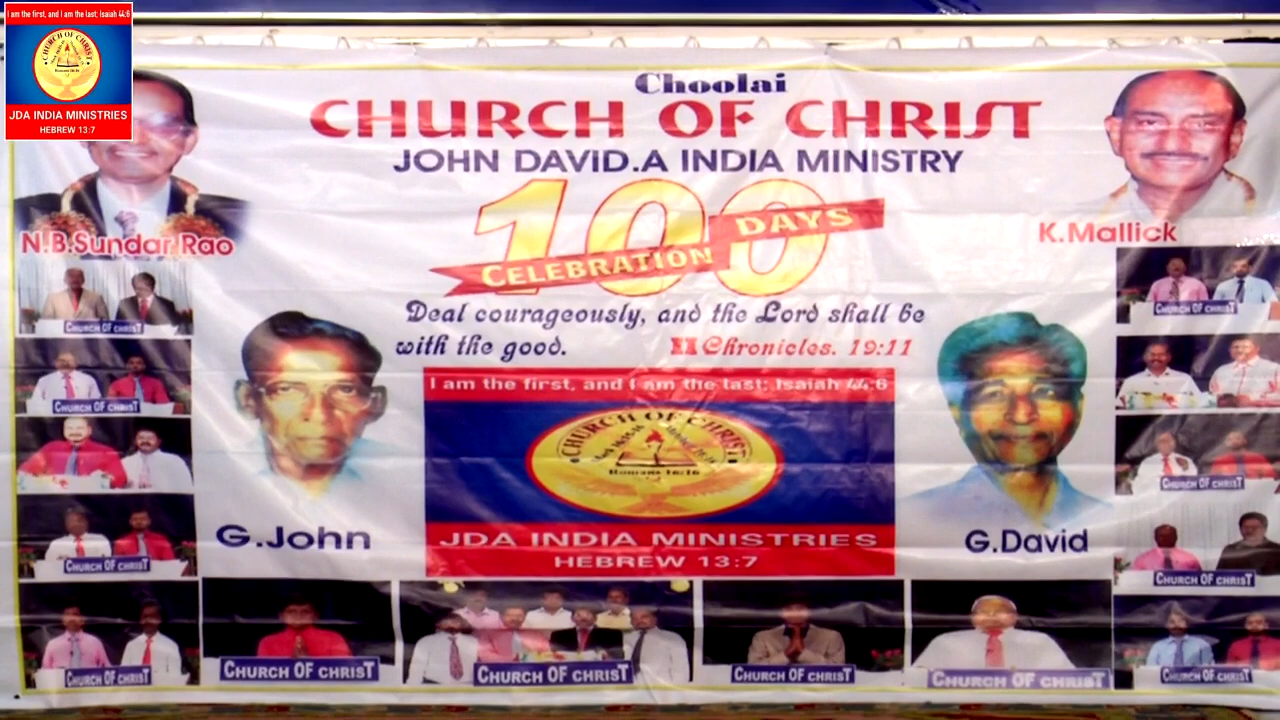 I am the first, and I am the last; Isaiah 44:6
CHURCH OF CHRIST
JDA INDIA MINISTRIES
HEBREW 13:7
Choolai
CHURCH OF CHRIST
JOHN DAVID.A INDIA MINISTRY
100
CELEBRATION DAYS
N.B.Sundar Rao
K.Mallick
Deal courageously, and the Lord shall be
with the good. II Chronicles. 19:11
I am the first, and I am the last; Isaiah 44:6
CHURCH OF CHRIST
Romans 16/16
JDA INDIA MINISTRIES
HEBREW 13:7
G.John
G.David
CHURCH OF chrisT
CHURCH OF chrisT
CHURCH OF chrisT
CHURCH OF chrisT
CHURCH OF chrisT
CHURCH OF chrisT
CHURCH OF chrisT
CHURCH OF chrisT
CHURCH OF chrisT
CHURCH OF chrisT
CHURCH OF chrisT
CHURCH OF chrisT